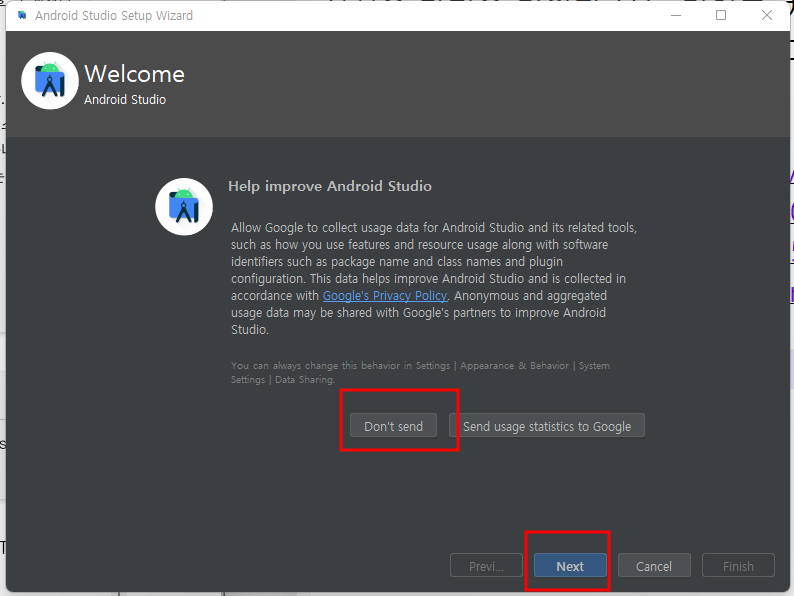 Android Studio Setup Wizard
Welcome
Android Studio
Help improve Android Studio
Allow Google to collect usage data for Android Studio and its related tools,
such as how you use features and resource usage along with software
identifiers such as package name and class names and plugin
configuration. This data helps improve Android Studio and is collected in
accordance with Google's Privacy Policy. Anonymous and aggregated
usage data may be shared with Google's partners to improve Android
Studio.
You can always change this behavior in Settings | Appearance & Behavior | System
Settings | Data Sharing.
Don't send
Send usage statistics to Google
Previ...
Next
Cancel
Finish